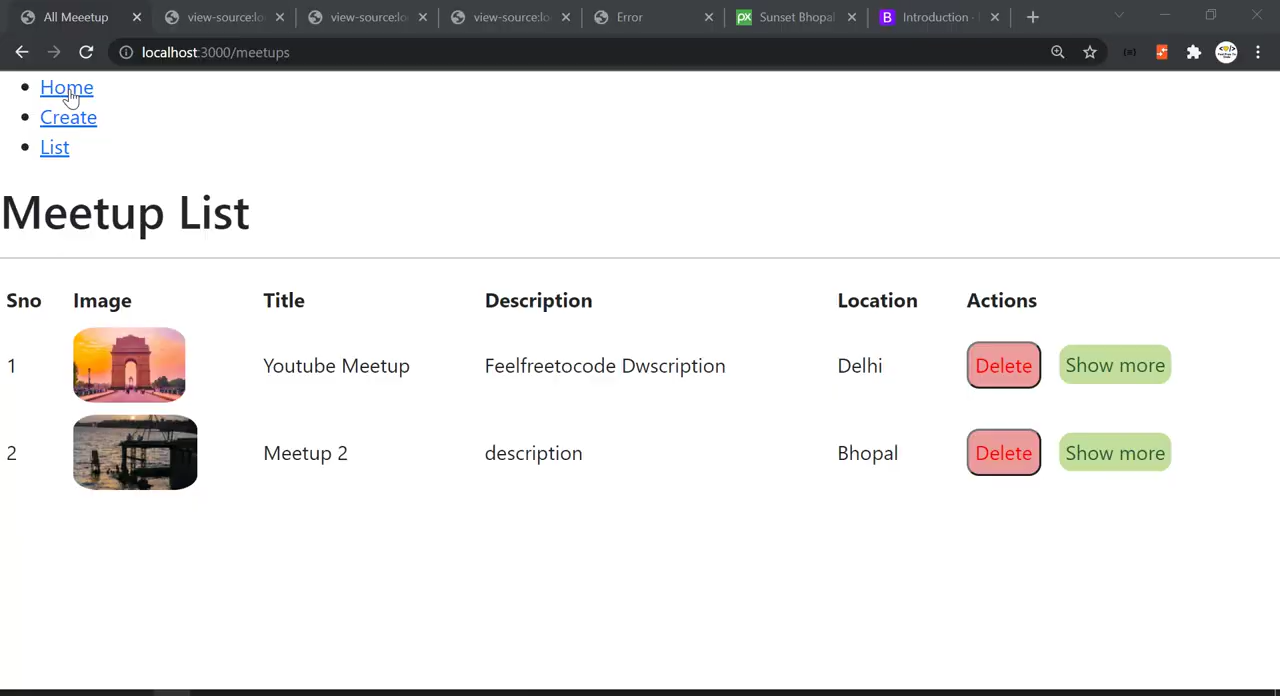 All Meeetup view-source:lo view-source:lo view-source:lo Error px Sunset Bhopal B Introduction ·
localhost:3000/meetups
Home
Create
List
Meetup List
Sno Image Title Description Location Actions
1 Youtube Meetup Feelfreetocode Dwscription Delhi Delete Show more
2 Meetup 2 description Bhopal Delete Show more